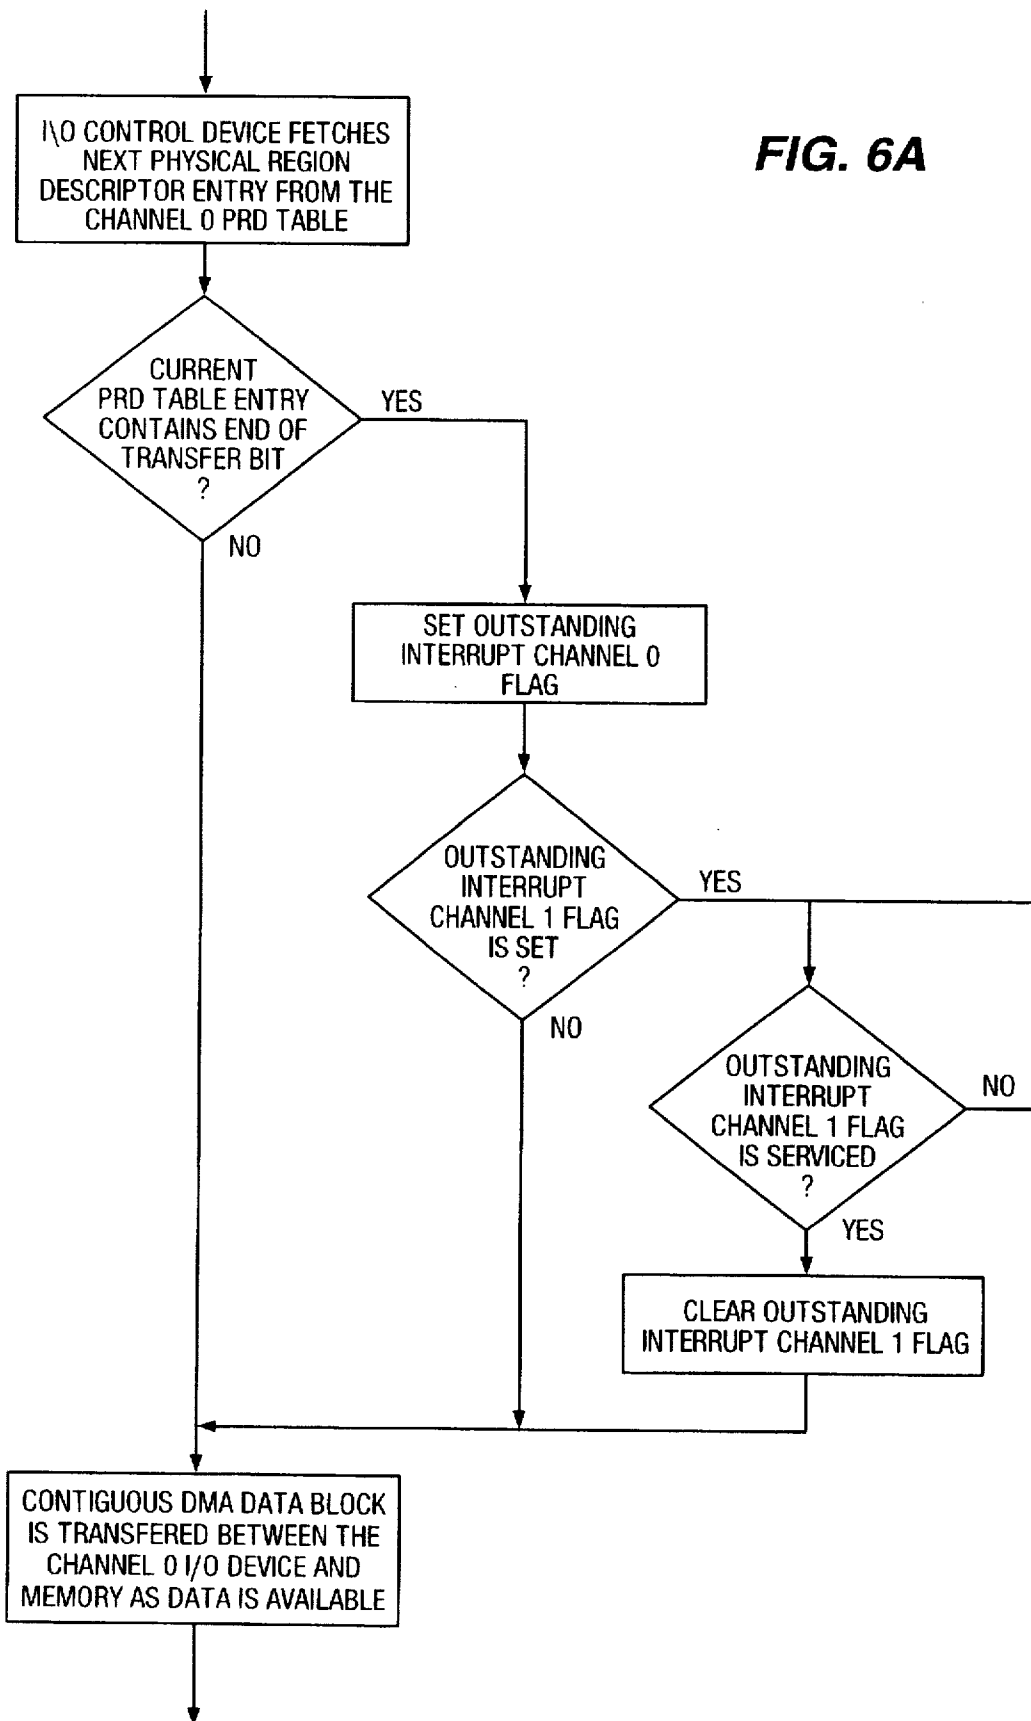 FIG. 6A
I\O CONTROL DEVICE FETCHES
NEXT PHYSICAL REGION
DESCRIPTOR ENTRY FROM THE
CHANNEL 0 PRD TABLE
CURRENT
PRD TABLE ENTRY
CONTAINS END OF
TRANSFER BIT
?
YES
NO
SET OUTSTANDING
INTERRUPT CHANNEL 0
FLAG
OUTSTANDING
INTERRUPT
CHANNEL 1 FLAG
IS SET
?
YES
NO
OUTSTANDING
INTERRUPT
CHANNEL 1 FLAG
IS SERVICED
?
NO
YES
CLEAR OUTSTANDING
INTERRUPT CHANNEL 1 FLAG
CONTIGUOUS DMA DATA BLOCK
IS TRANSFERED BETWEEN THE
CHANNEL 0 I/O DEVICE AND
MEMORY AS DATA IS AVAILABLE